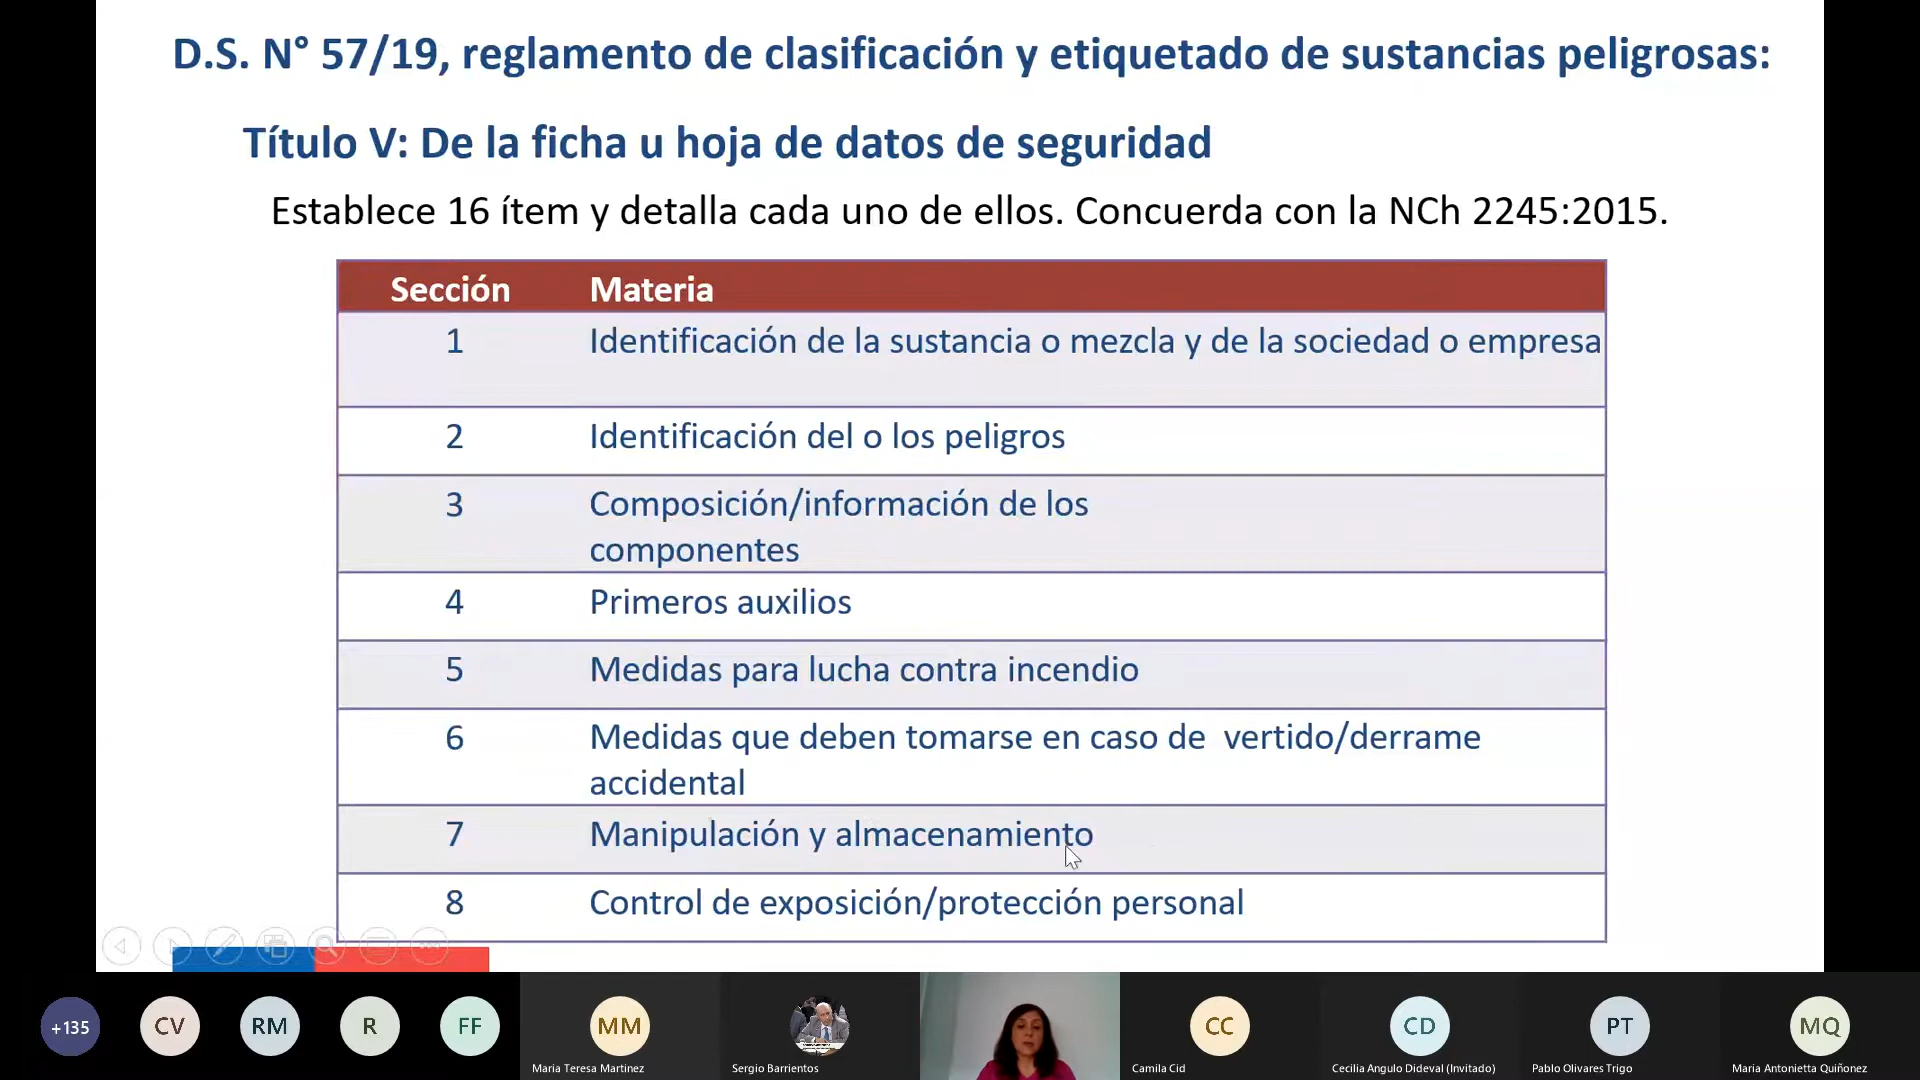 D.S. N° 57/19, reglamento de clasificación y etiquetado de sustancias peligrosas:
Título V: De la ficha u hoja de datos de seguridad
Establece 16 ítem y detalla cada uno de ellos. Concuerda con la NCh 2245:2015.
Sección Materia
1 Identificación de la sustancia o mezcla y de la sociedad o empresa
2 Identificación del o los peligros
3 Composición/información de los
componentes
4 Primeros auxilios
5 Medidas para lucha contra incendio
6 Medidas que deben tomarse en caso de vertido/derrame
accidental
7 Manipulación y almacenamiento
8 Control de exposición/protección personal
+135 CV RM R FF MM CC CD PT MQ
Maria Teresa Martinez Sergio Barrientos Camila Cid Cecilia Angulo Dideval (Invitado) Pablo Olivares Trigo Maria Antonietta Quiñonez